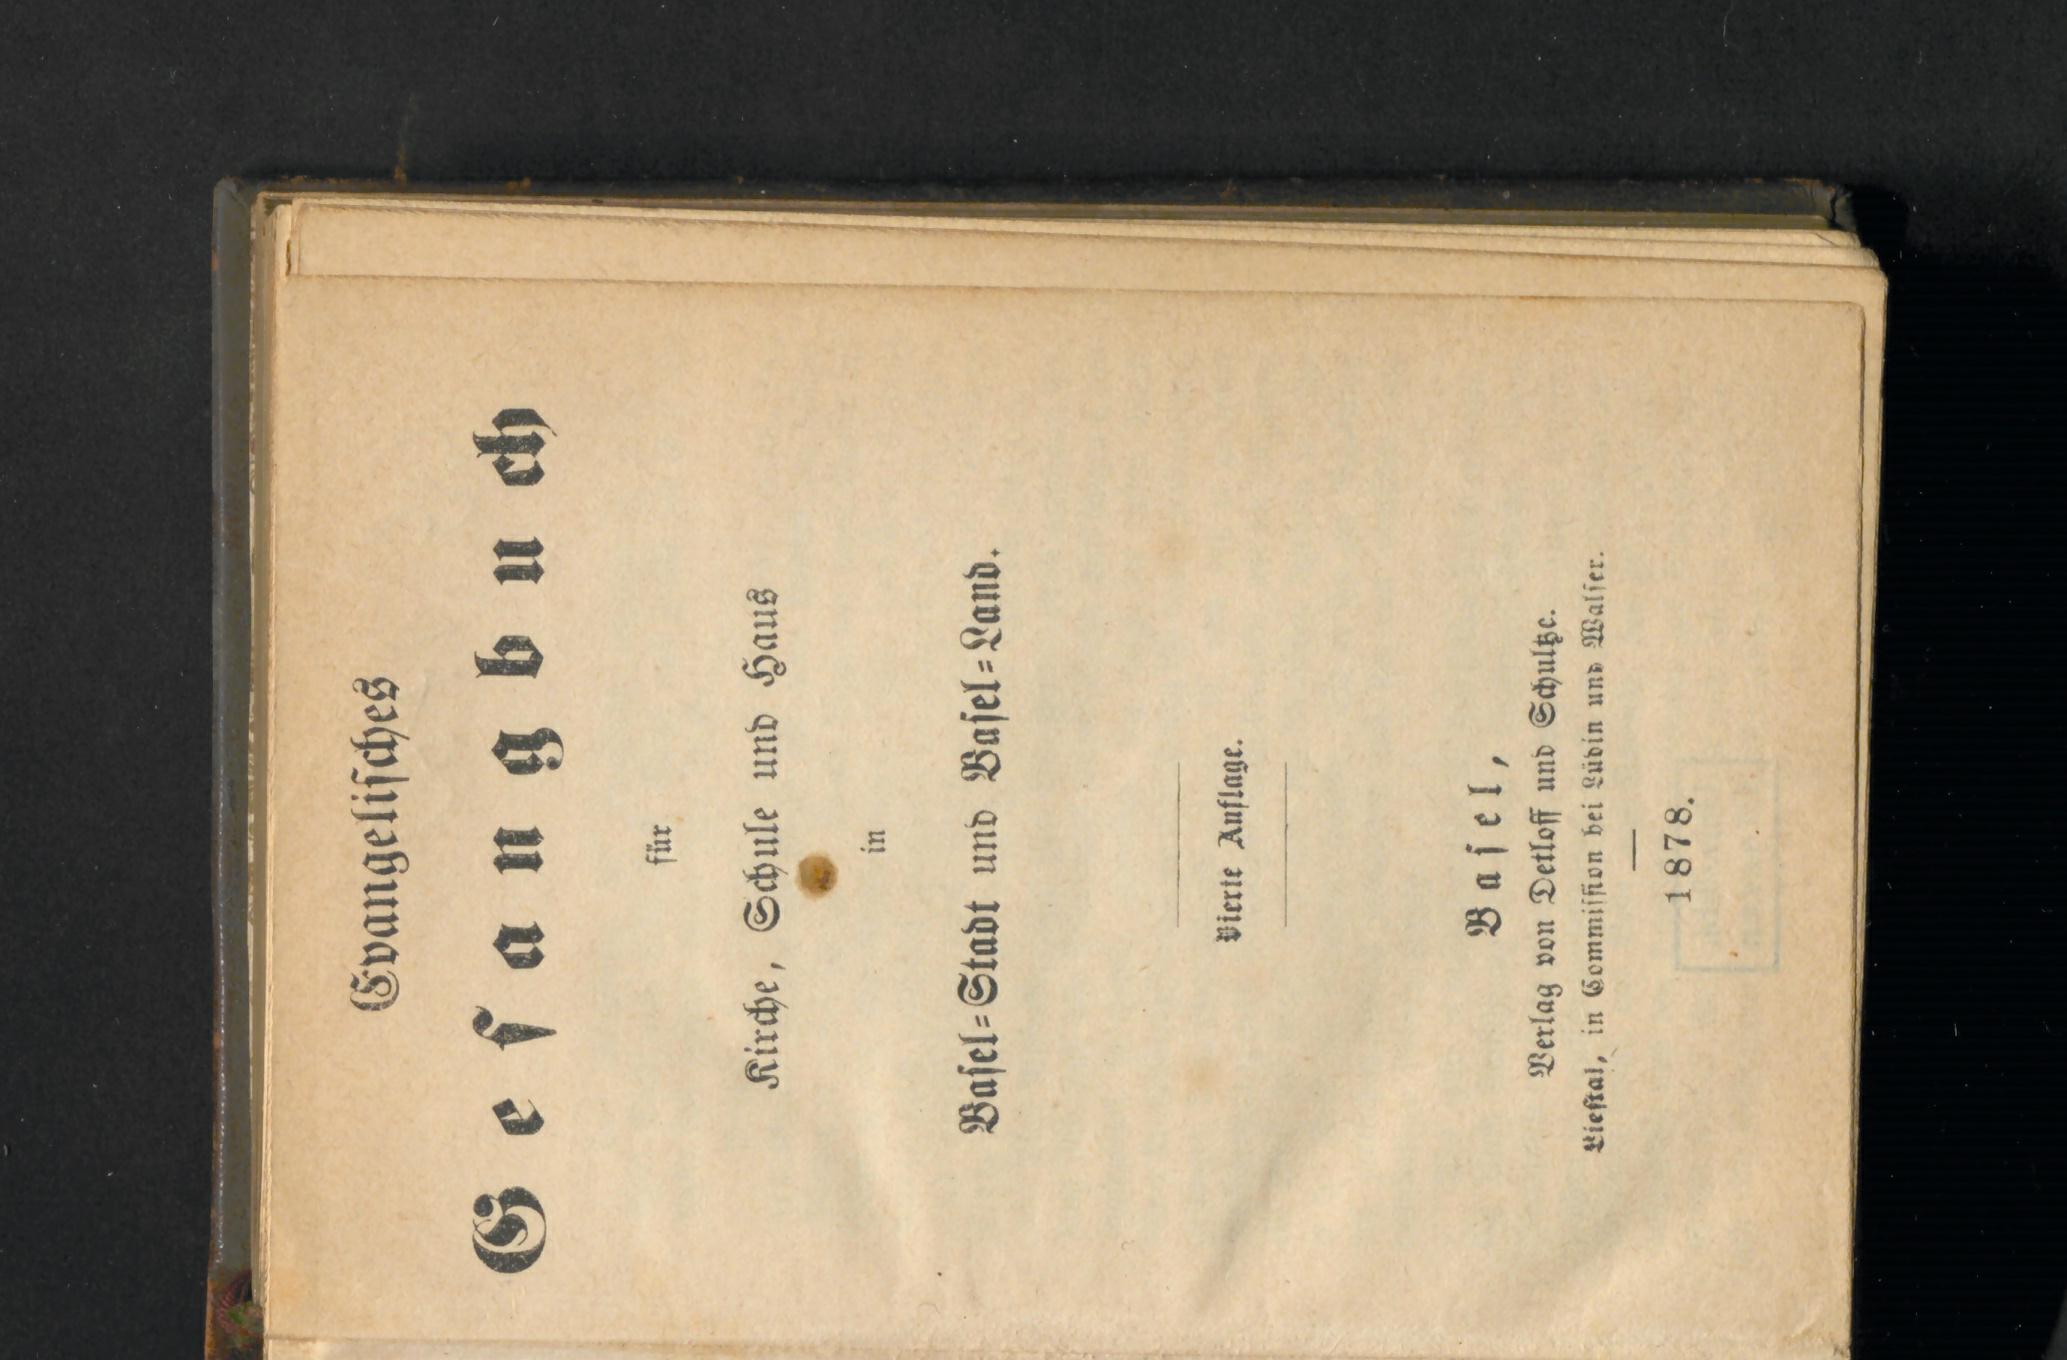 Evangelisches
Gesangbuch
für
Kirche, Schule und Haus
in
Basel=Stadt und Basel=Land.
Vierte Auflage.
Basel,
Verlag von Detloff und Schultze.
Liestal, in Commission bei Lüdin und Walser.
1878.